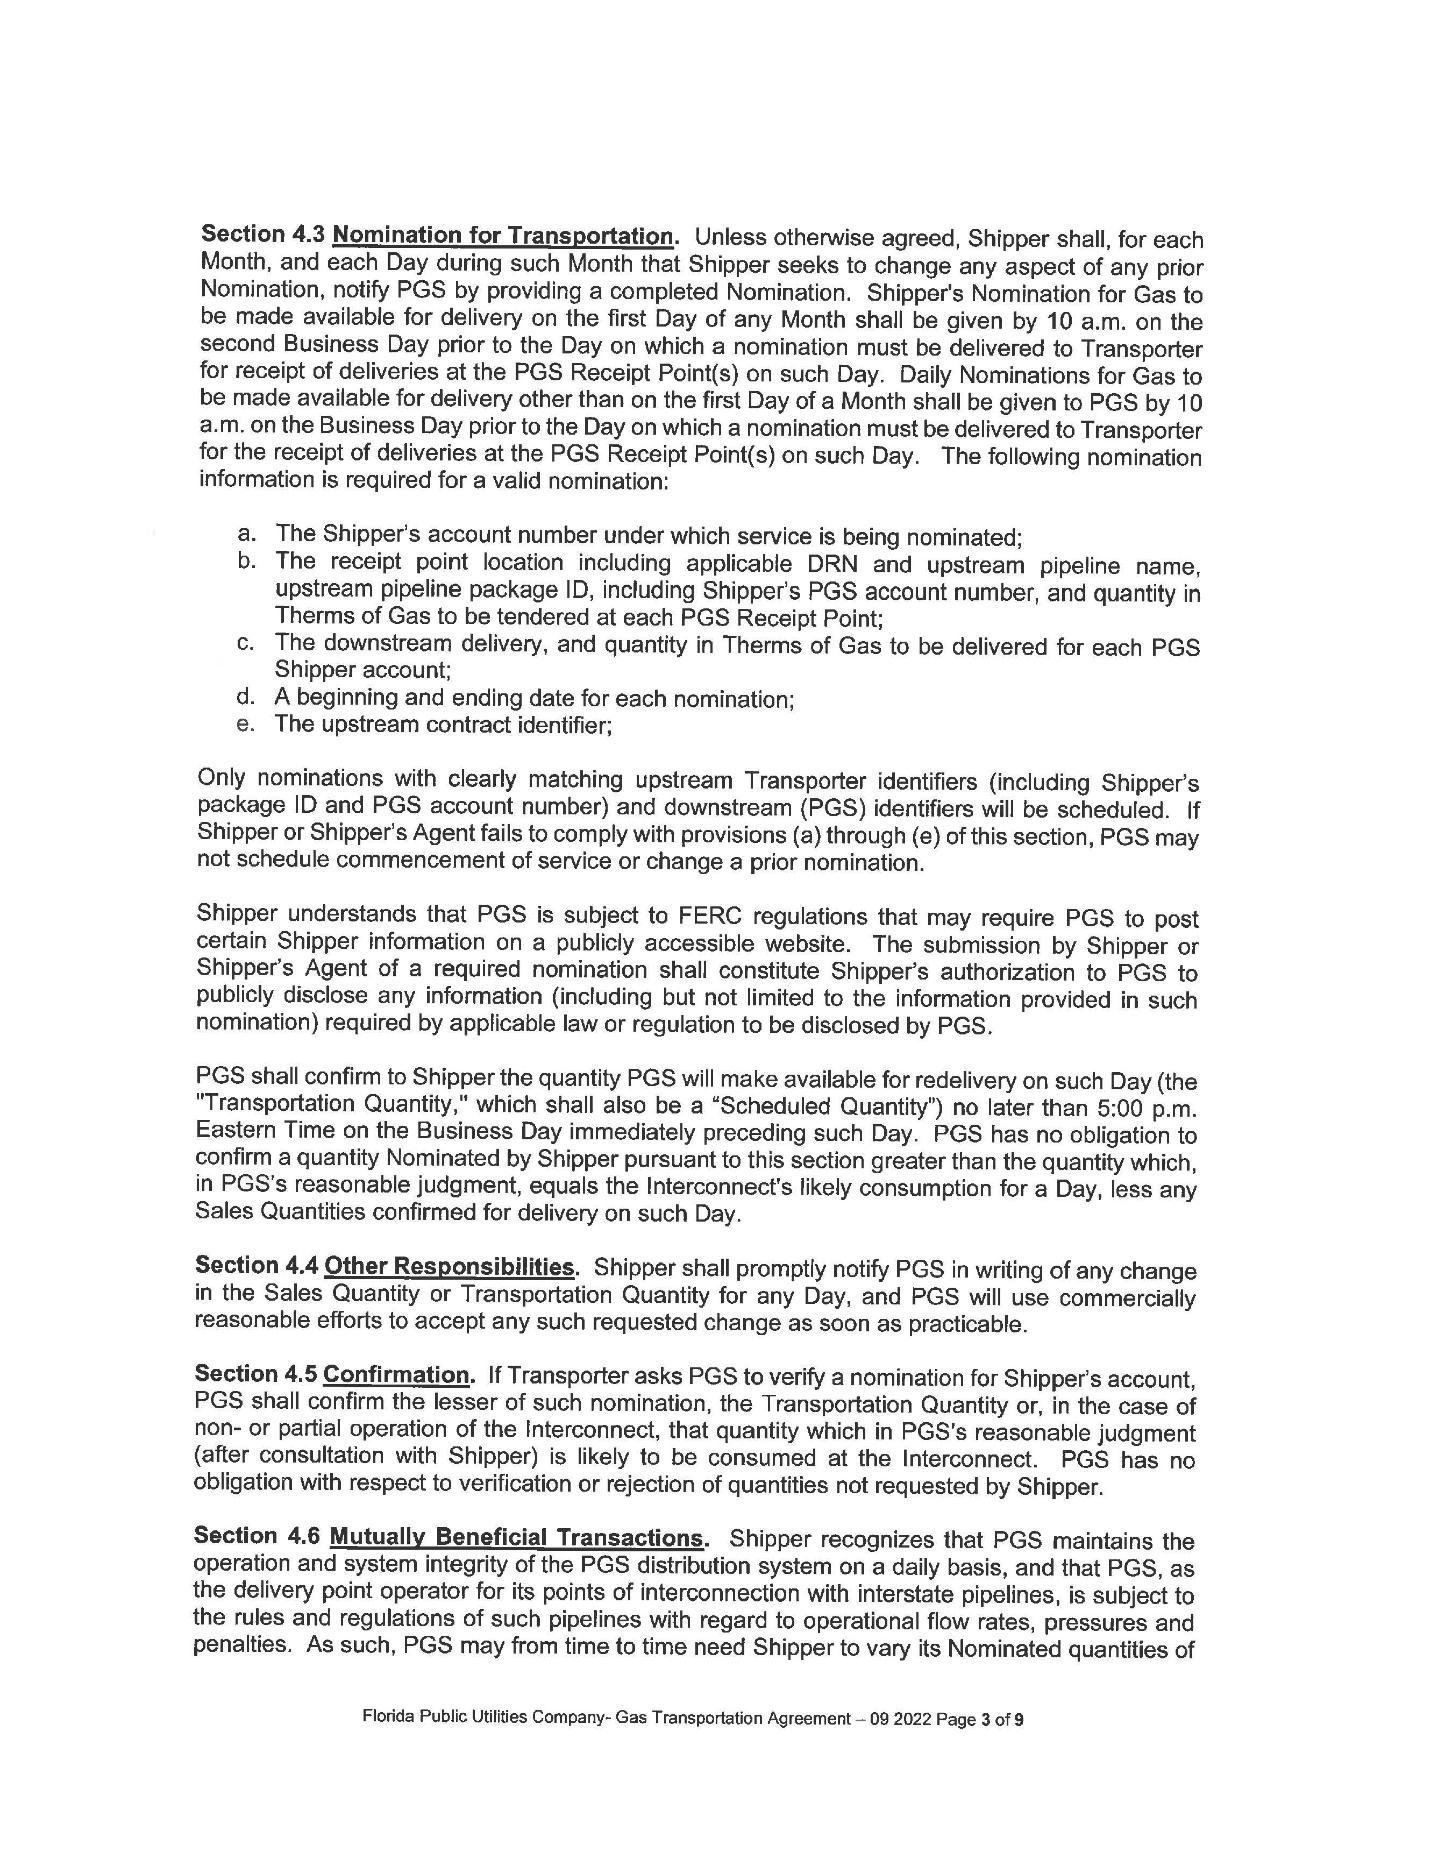 Section 4.3 Nomination for Transportation. Unless otherwise agreed, Shipper shall, for each
Month, and each Day during such Month that Shipper seeks to change any aspect of any prior
Nomination, notify PGS by providing a completed Nomination. Shipper's Nomination for Gas to
be made available for delivery on the first Day of any Month shall be given by 10 a.m. on the
second Business Day prior to the Day on which a nomination must be delivered to Transporter
for receipt of deliveries at the PGS Receipt Point(s) on such Day. Daily Nominations for Gas to
be made available for delivery other than on the first Day of a Month shall be given to PGS by 10
a.m. on the Business Day prior to the Day on which a nomination must be delivered to Transporter
for the receipt of deliveries at the PGS Receipt Point(s) on such Day. The following nomination
information is required for a valid nomination:
a. The Shipper's account number under which service is being nominated;
b. The receipt point location including applicable DRN and upstream pipeline name,
upstream pipeline package ID, including Shipper's PGS account number, and quantity in
Therms of Gas to be tendered at each PGS Receipt Point;
c. The downstream delivery, and quantity in Therms of Gas to be delivered for each PGS
Shipper account;
d. A beginning and ending date for each nomination;
e. The upstream contract identifier;
Only nominations with clearly matching upstream Transporter identifiers (including Shipper's
package ID and PGS account number) and downstream (PGS) identifiers will be scheduled. If
Shipper or Shipper's Agent fails to comply with provisions (a) through (e) of this section, PGS may
not schedule commencement of service or change a prior nomination.
Shipper understands that PGS is subject to FERC regulations that may require PGS to post
certain Shipper information on a publicly accessible website. The submission by Shipper or
Shipper's Agent of a required nomination shall constitute Shipper's authorization to PGS to
publicly disclose any information (including but not limited to the information provided in such
nomination) required by applicable law or regulation to be disclosed by PGS.
PGS shall confirm to Shipper the quantity PGS will make available for redelivery on such Day (the
"Transportation Quantity," which shall also be a “Scheduled Quantity”) no later than 5:00 p.m.
Eastern Time on the Business Day immediately preceding such Day. PGS has no obligation to
confirm a quantity Nominated by Shipper pursuant to this section greater than the quantity which,
in PGS's reasonable judgment, equals the Interconnect's likely consumption for a Day, less any
Sales Quantities confirmed for delivery on such Day.
Section 4.4 Other Responsibilities. Shipper shall promptly notify PGS in writing of any change
in the Sales Quantity or Transportation Quantity for any Day, and PGS will use commercially
reasonable efforts to accept any such requested change as soon as practicable.
Section 4.5 Confirmation. If Transporter asks PGS to verify a nomination for Shipper's account,
PGS shall confirm the lesser of such nomination, the Transportation Quantity or, in the case of
non- or partial operation of the Interconnect, that quantity which in PGS's reasonable judgment
(after consultation with Shipper) is likely to be consumed at the Interconnect. PGS has no
obligation with respect to verification or rejection of quantities not requested by Shipper.
Section 4.6 Mutually Beneficial Transactions. Shipper recognizes that PGS maintains the
operation and system integrity of the PGS distribution system on a daily basis, and that PGS, as
the delivery point operator for its points of interconnection with interstate pipelines, is subject to
the rules and regulations of such pipelines with regard to operational flow rates, pressures and
penalties. As such, PGS may from time to time need Shipper to vary its Nominated quantities of
Florida Public Utilities Company- Gas Transportation Agreement – 09 2022 Page 3 of 9